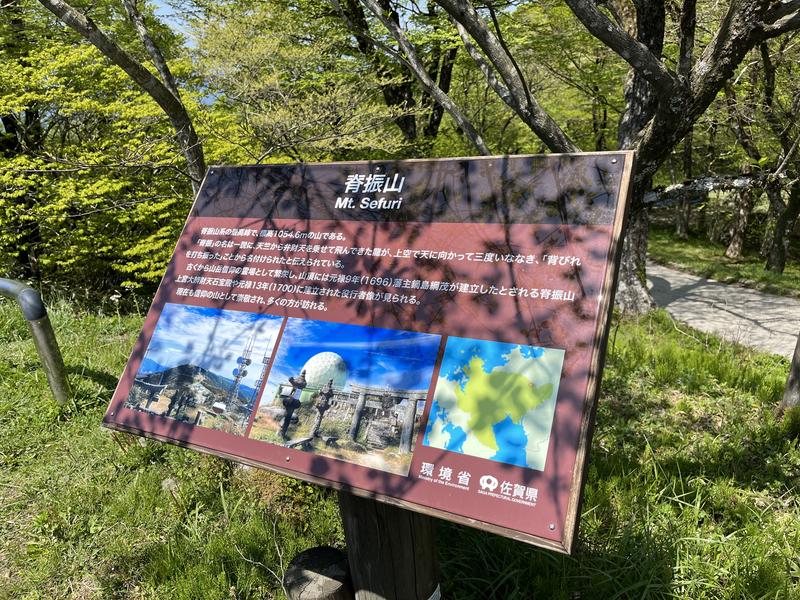 脊振山
Mt. Sefuri
脊振山系の最高峰で、標高1054.6mの山である。
「脊振」の名は一説に、天竺から弁財天を乗せて飛んできた龍が、上空で天に向かって三度いななき、「背びれ
を打ち振った」ことから名付けられたと伝えられている。
古くから山岳信仰の霊場として繁栄し、山頂には元禄9年(1696)藩主鍋島綱茂が建立したとされる脊振山
上宮大財弁天石宝殿や元禄13年(1700)に造立された役行者像が見られる。
現在も信仰の山として崇敬され、多くの方が訪れる。
環境省
Ministry of the Environment
佐賀県
SAGA PREFECTURAL GOVERNMENT